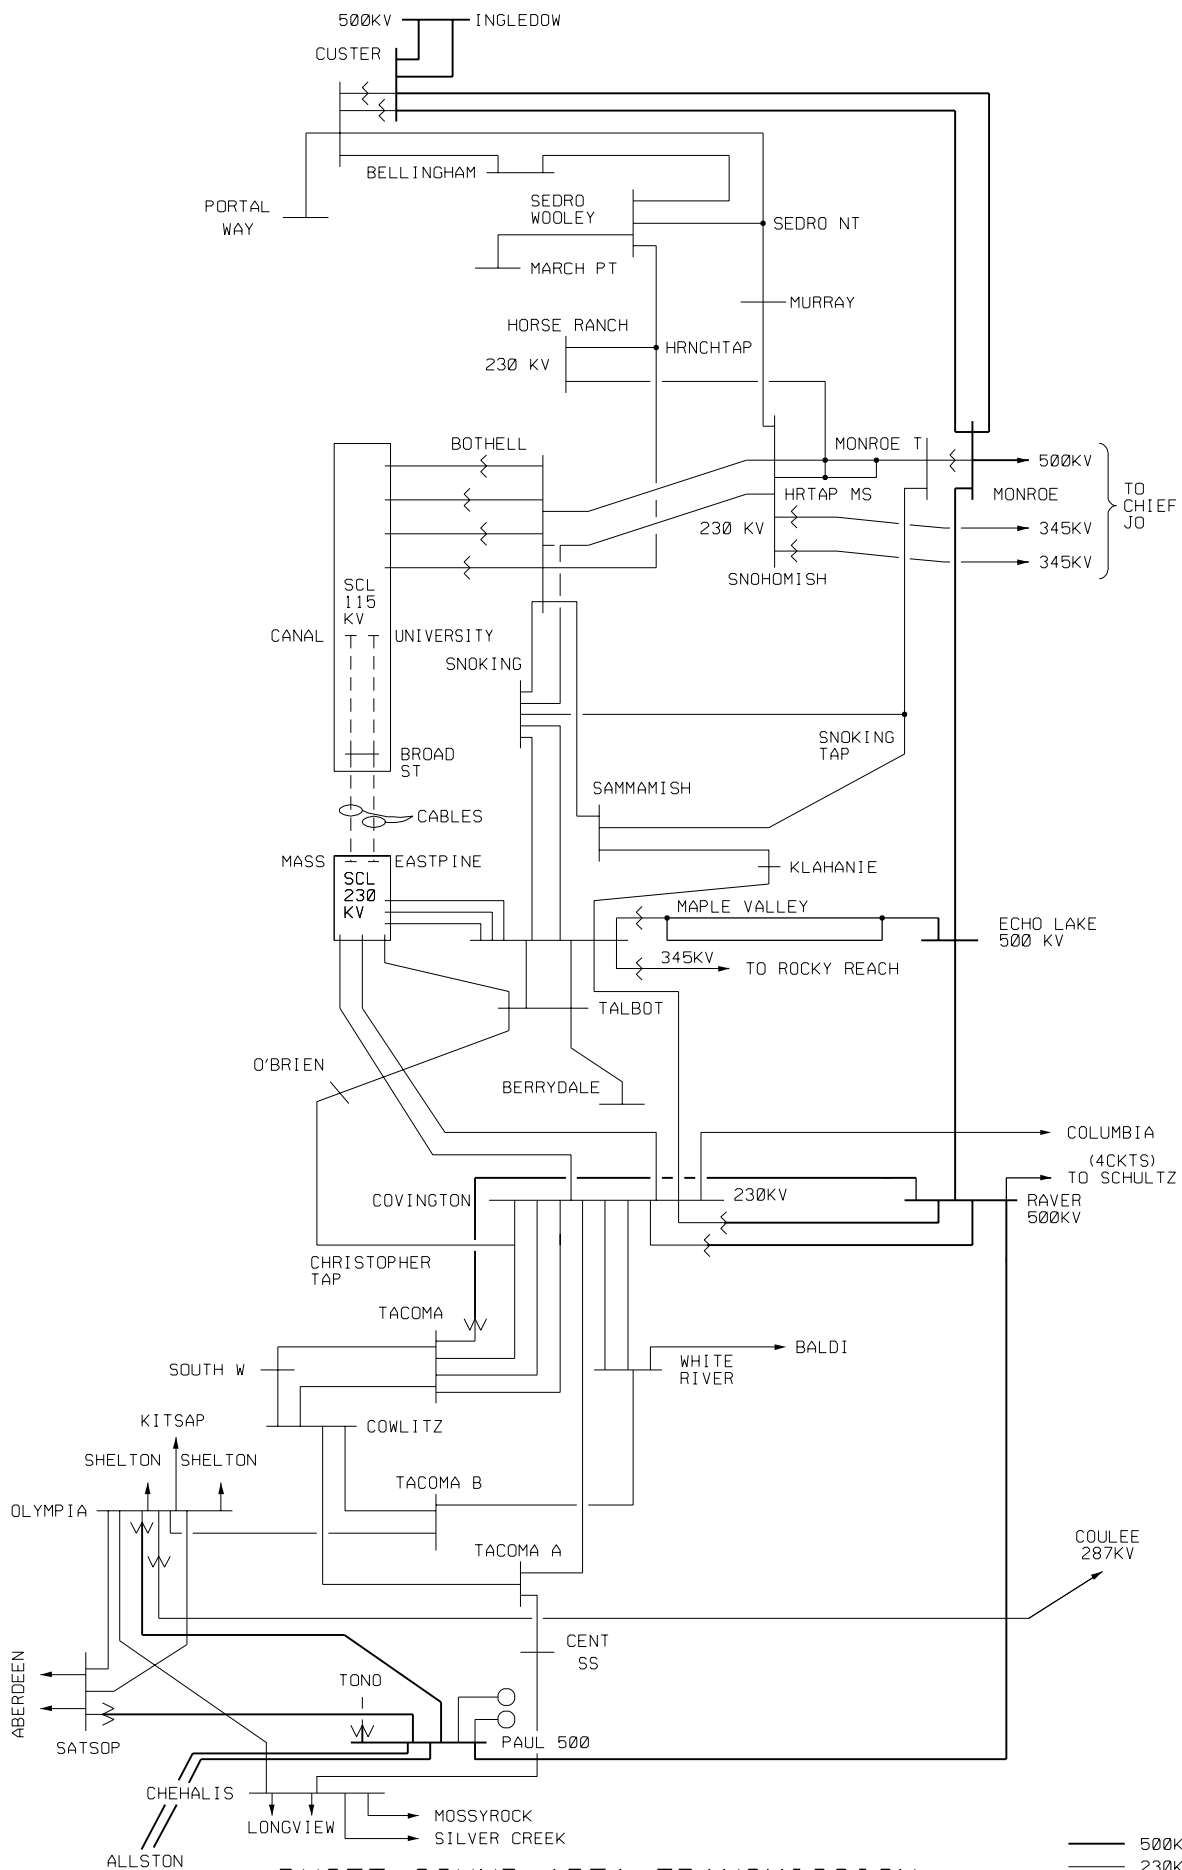 500KV
INGLEDOW
CUSTER
BELLINGHAM
PORTAL
WAY
SEDRO
WOOLEY
SEDRO NT
MARCH PT
MURRAY
HORSE RANCH
230 KV
HRNCHTAP
BOTHELL
MONROE T
500KV
HRTAP MS
MONROE
TO
CHIEF
JO
230 KV
345KV
345KV
SNOHOMISH
SCL
115
KV
CANAL
UNIVERSITY
SNOKING
SNOKING
TAP
BROAD
ST
SAMMAMISH
CABLES
MASS
EASTPINE
KLAHANIE
SCL
230
KV
MAPLE VALLEY
ECHO LAKE
500 KV
345KV
TO ROCKY REACH
TALBOT
O'BRIEN
BERRYDALE
COLUMBIA
(4CKTS)
TO SCHULTZ
COVINGTON
230KV
RAVER
500KV
CHRISTOPHER
TAP
TACOMA
BALDI
SOUTH W
WHITE
RIVER
KITSAP
COWLITZ
SHELTON
SHELTON
TACOMA B
OLYMPIA
COULEE
287KV
TACOMA A
CENT
SS
ABERDEEN
TONO
SATSOP
PAUL 500
CHEHALIS
LONGVIEW
MOSSYROCK
SILVER CREEK
ALLSTON
500K
230K